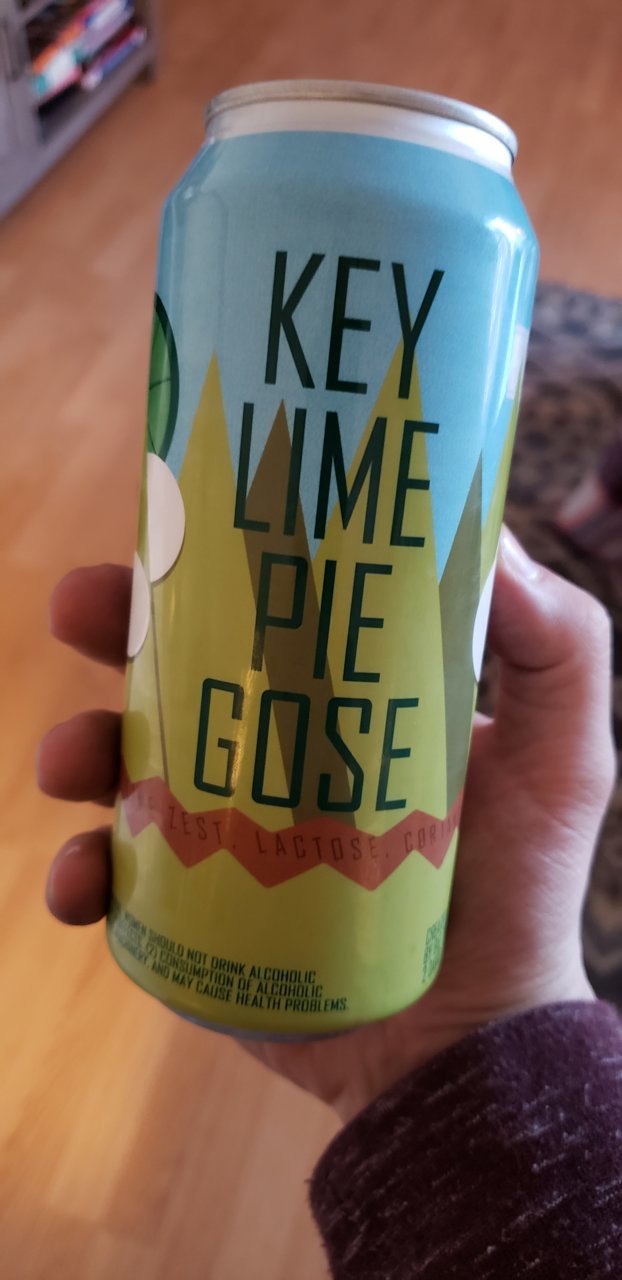 KEY
LIME
PIE
GOSE
ZEST, LACTOSE,
WOMEN SHOULD NOT DRINK ALCOHOLIC
(2) CONSUMPTION OF ALCOHOLIC
AND MAY CAUSE HEALTH PROBLEMS.